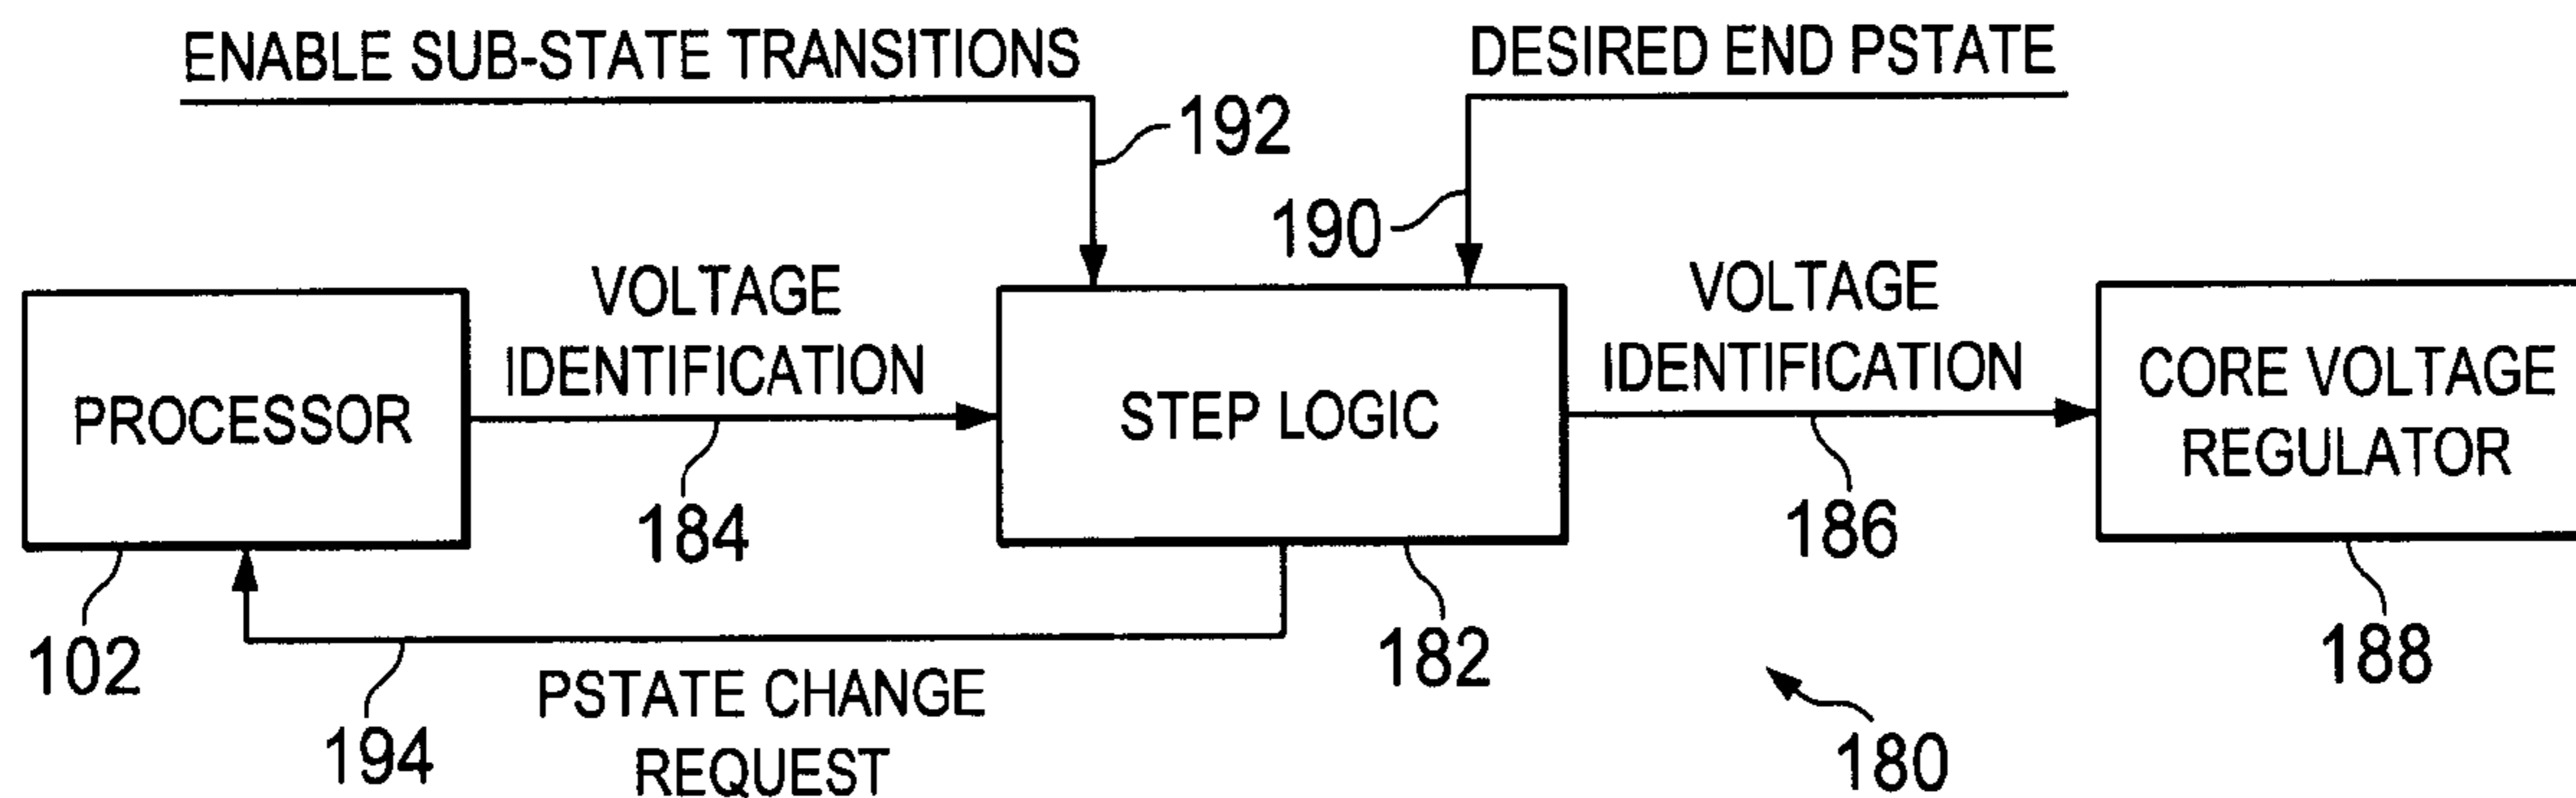 ENABLE SUB-STATE TRANSITIONS
DESIRED END PSTATE
192
190
VOLTAGE
IDENTIFICATION
VOLTAGE
IDENTIFICATION
PROCESSOR
STEP LOGIC
CORE VOLTAGE
REGULATOR
184
186
102
182
188
PSTATE CHANGE
REQUEST
194
180